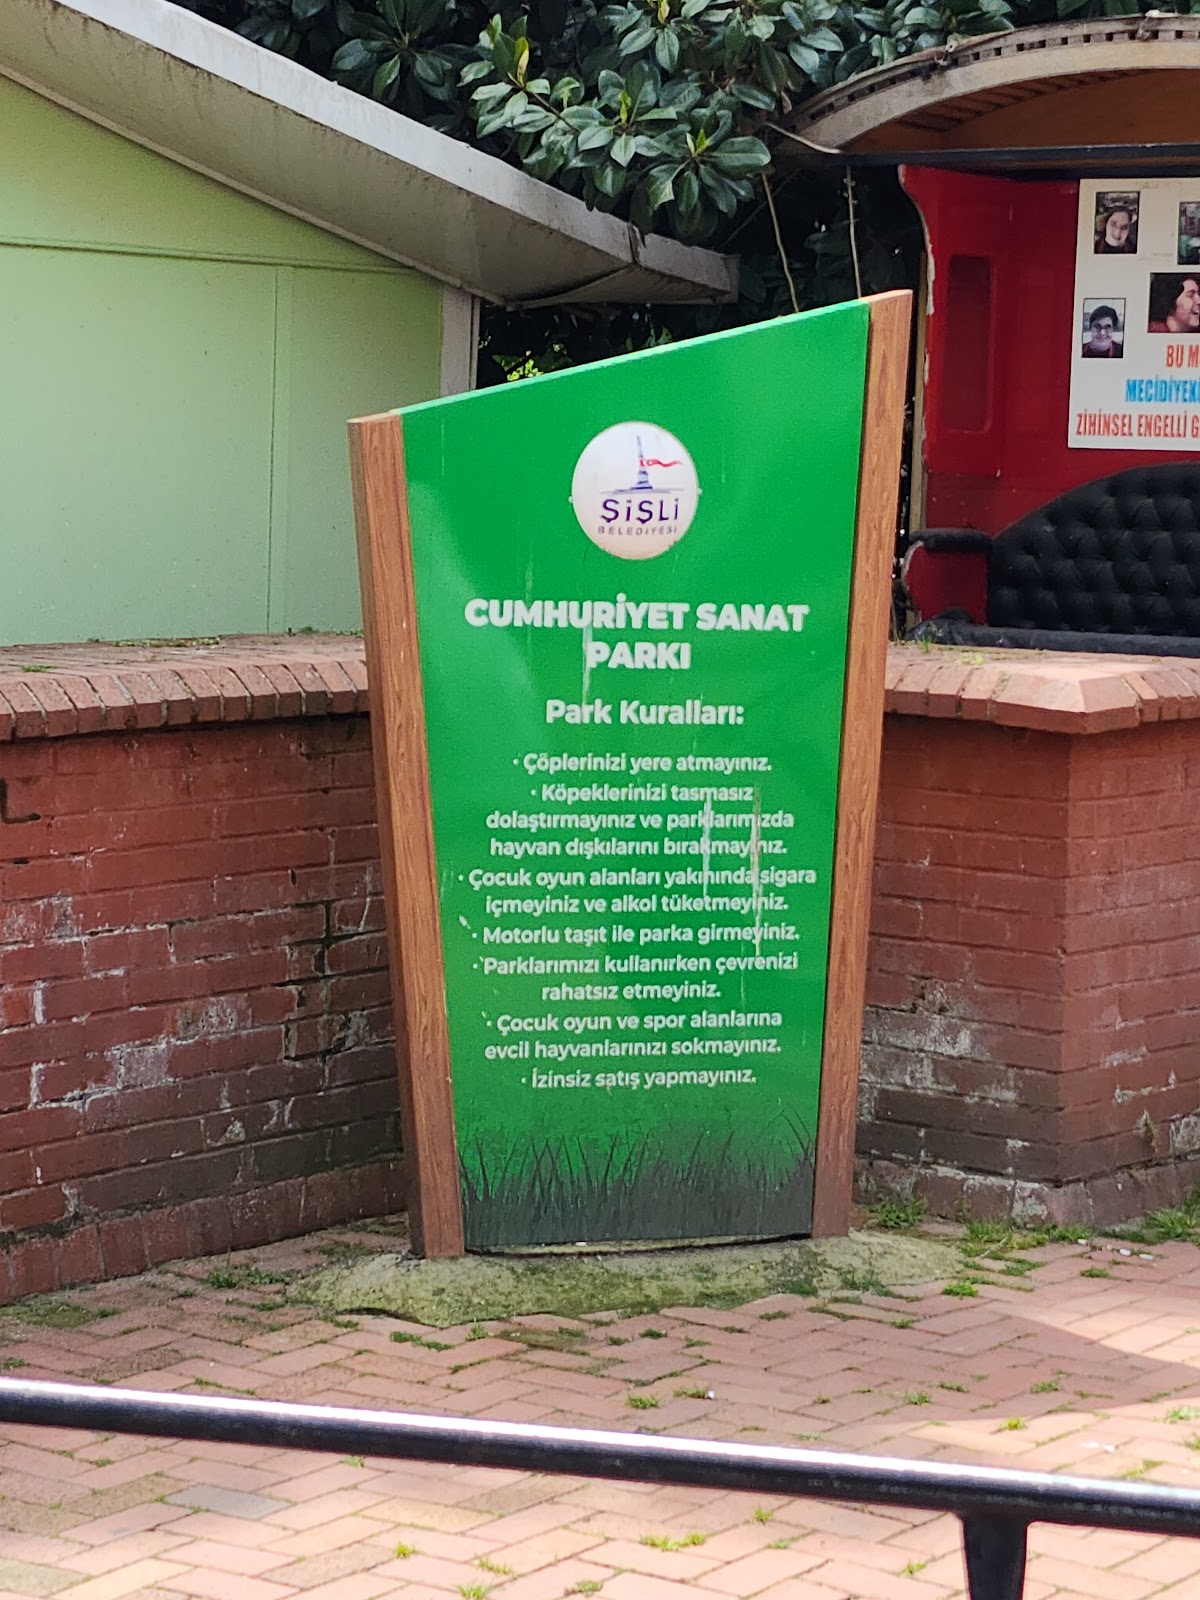 ŞİŞLİ
BELEDİYESİ
CUMHURİYET SANAT
PARKI
Park Kuralları:
· Çöplerinizi yere atmayınız.
· Köpeklerinizi tasmasız
dolaştırmayınız ve parklarımızda
hayvan dışkılarını bırakmayınız.
· Çocuk oyun alanları yakınında sigara
içmeyiniz ve alkol tüketmeyiniz.
· Motorlu taşıt ile parka girmeyiniz.
· Parklarımızı kullanırken çevrenizi
rahatsız etmeyiniz.
· Çocuk oyun ve spor alanlarına
evcil hayvanlarınızı sokmayınız.
· İzinsiz satış yapmayınız.
BU M
MECİDİYEK
ZİHİNSEL ENGELLİ G